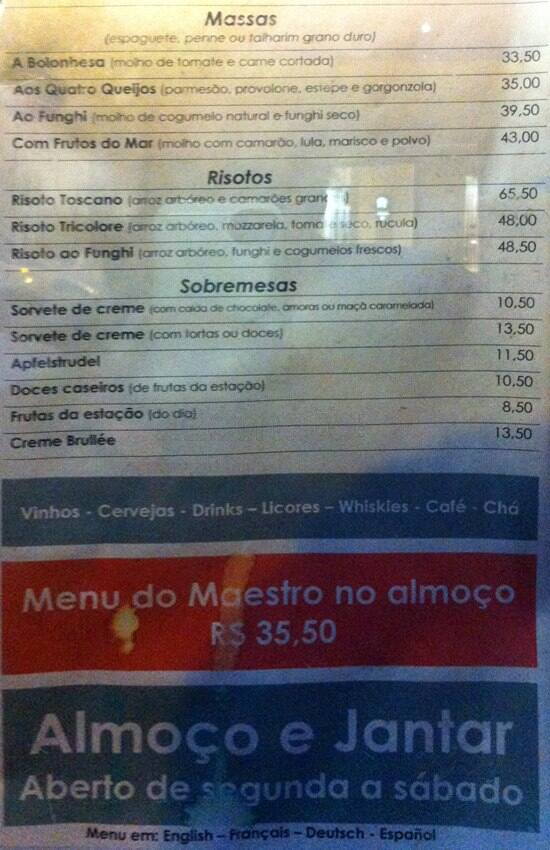 Massas
(espaguete, penne ou talharim grano duro)
A Bolonhesa (molho de tomate e carne cortada) 33,50
Aos Quatro Queijos (parmesão, provolone, estepe e gorgonzola) 35,00
Ao Funghi (molho de cogumelo natural e funghi seco) 39,50
Com Frutos do Mar (molho com camarão, lula, marisco e polvo) 43,00
Risotos
Risoto Toscano (arroz arbóreo e camarões grandes) 65,50
Risoto Tricolore (arroz arbóreo, muzzarela, tomate seco, rúcula) 48,00
Risoto ao Funghi (arroz arbóreo, funghi e cogumelos frescos) 48,50
Sobremesas
Sorvete de creme (com calda de chocolate, amoras ou maçã caramelada) 10,50
Sorvete de creme (com tortas ou doces) 13,50
Apfelstrudel 11,50
Doces caseiros (de frutas da estação) 10,50
Frutas da estação (do dia) 8,50
Creme Brullée 13,50
Vinhos - Cervejas - Drinks – Licores – Whiskies - Café - Chá
Menu do Maestro no almoço
R$ 35,50
Almoço e Jantar
Aberto de segunda a sábado
Menu em: English – Français – Deutsch - Español